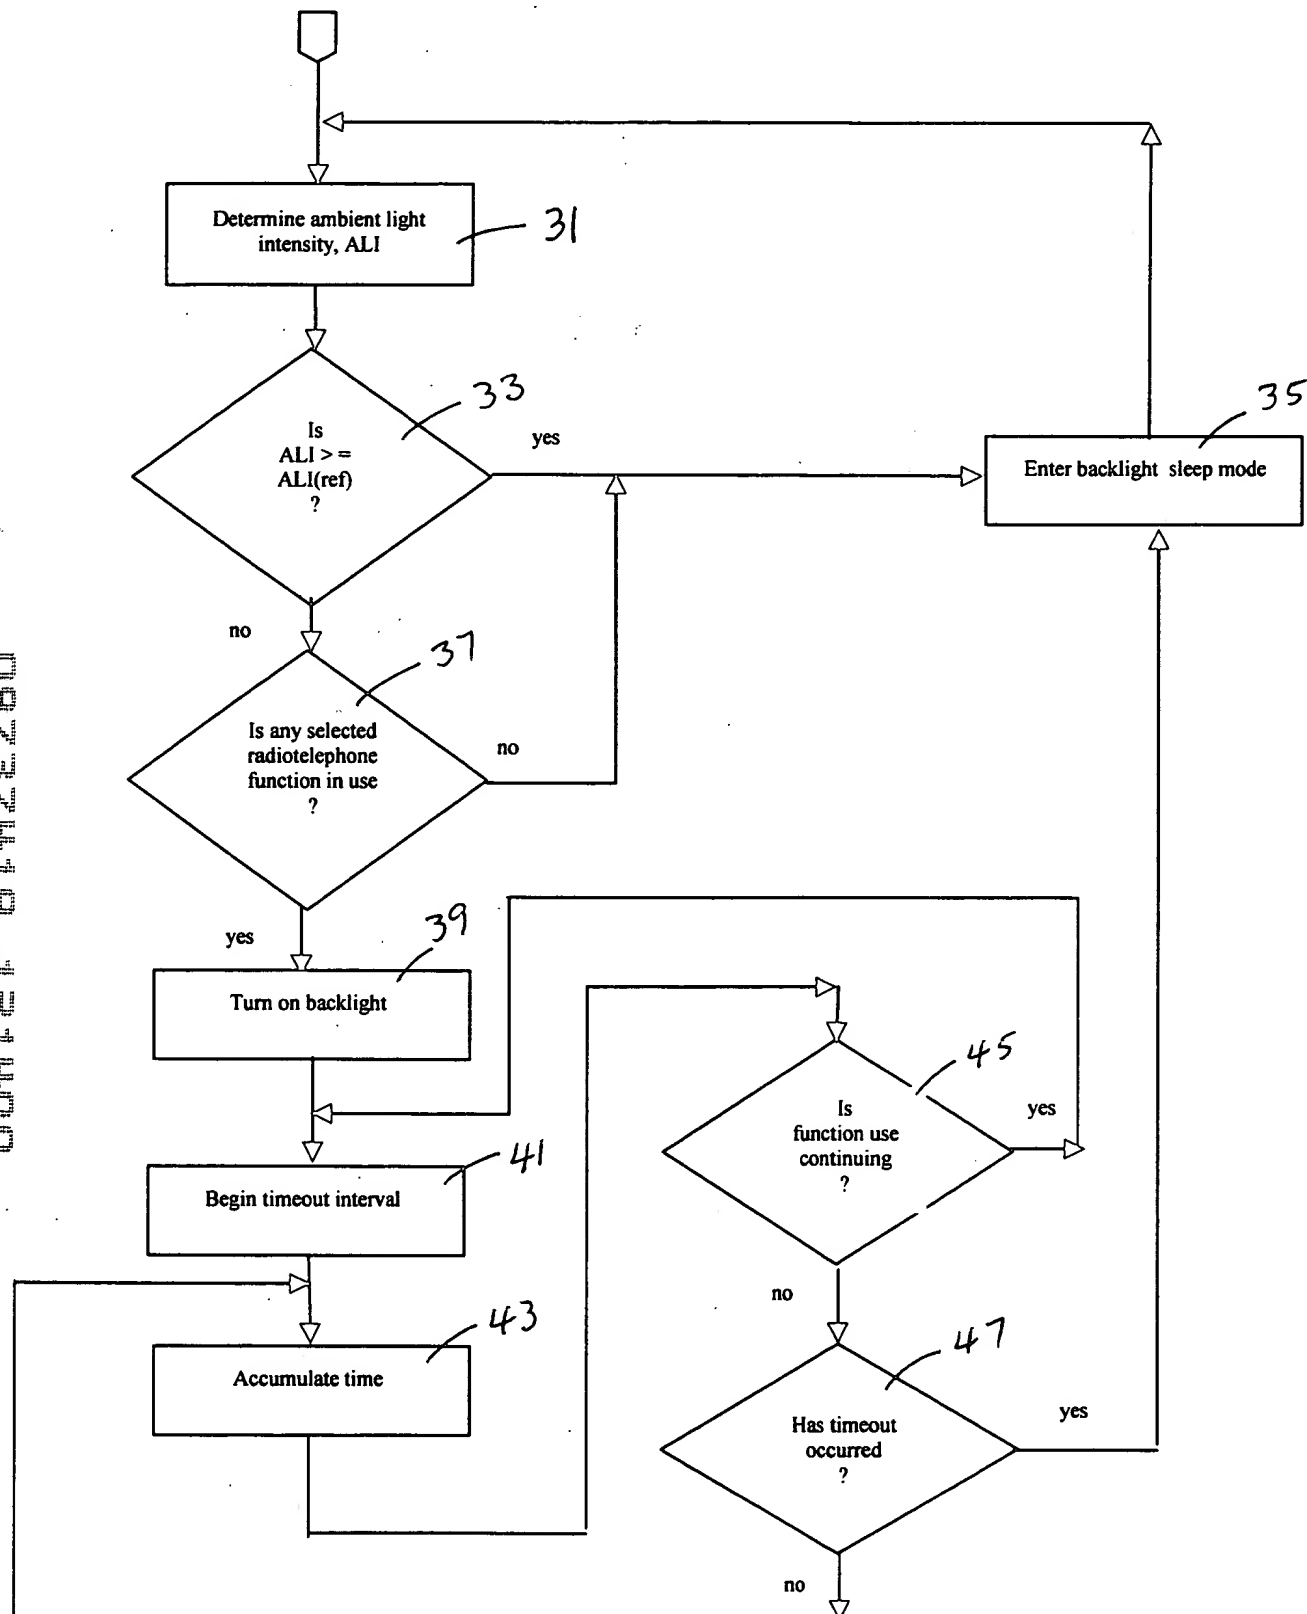 Determine ambient light
intensity, ALI
31
Is
ALI > =
ALI(ref)
?
33
yes
35
Enter backlight sleep mode
no
37
Is any selected
radiotelephone
function in use
?
no
yes
39
Turn on backlight
45
Is
function use
continuing
?
yes
41
Begin timeout interval
no
43
Accumulate time
47
Has timeout
occurred
?
yes
no